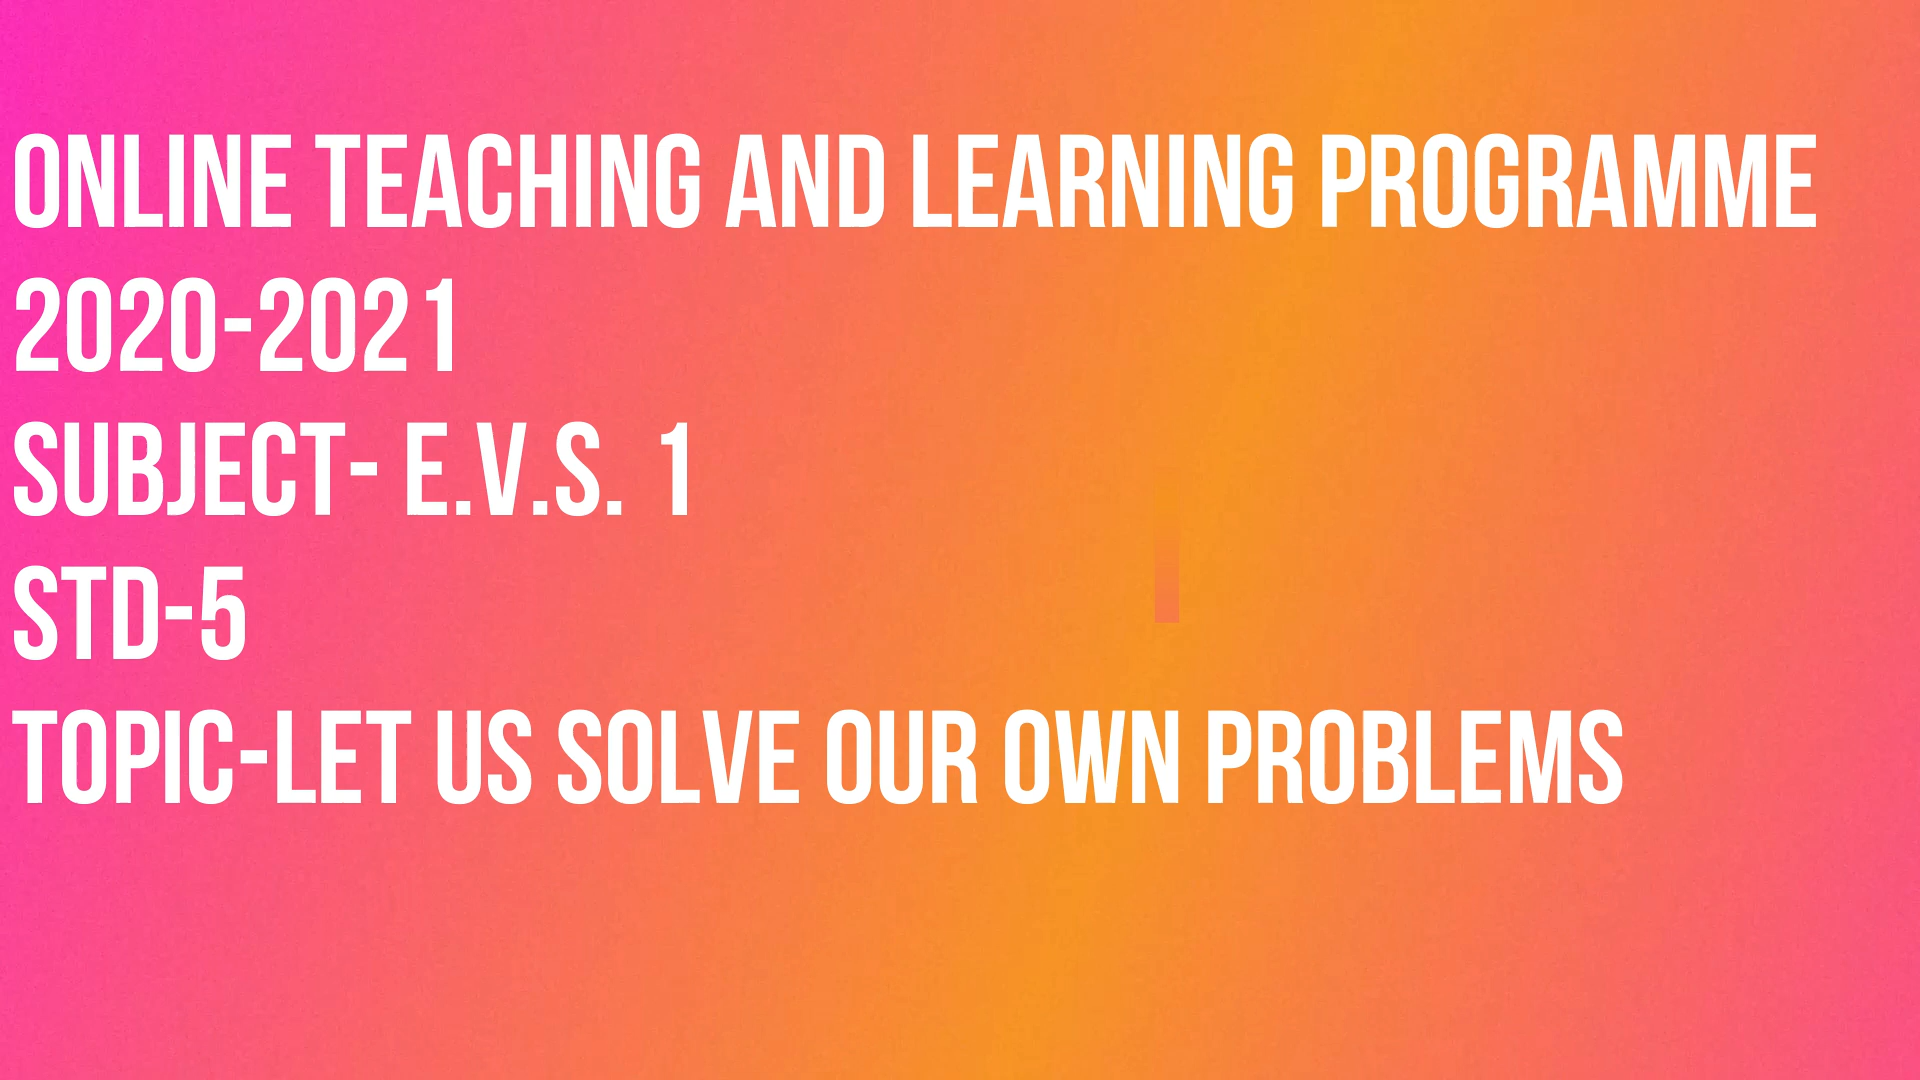 ONLINE TEACHING AND LEARNING PROGRAMME
2020-2021
SUBJECT- E.V.S. 1
STD-5
TOPIC-LET US SOLVE OUR OWN PROBLEMS